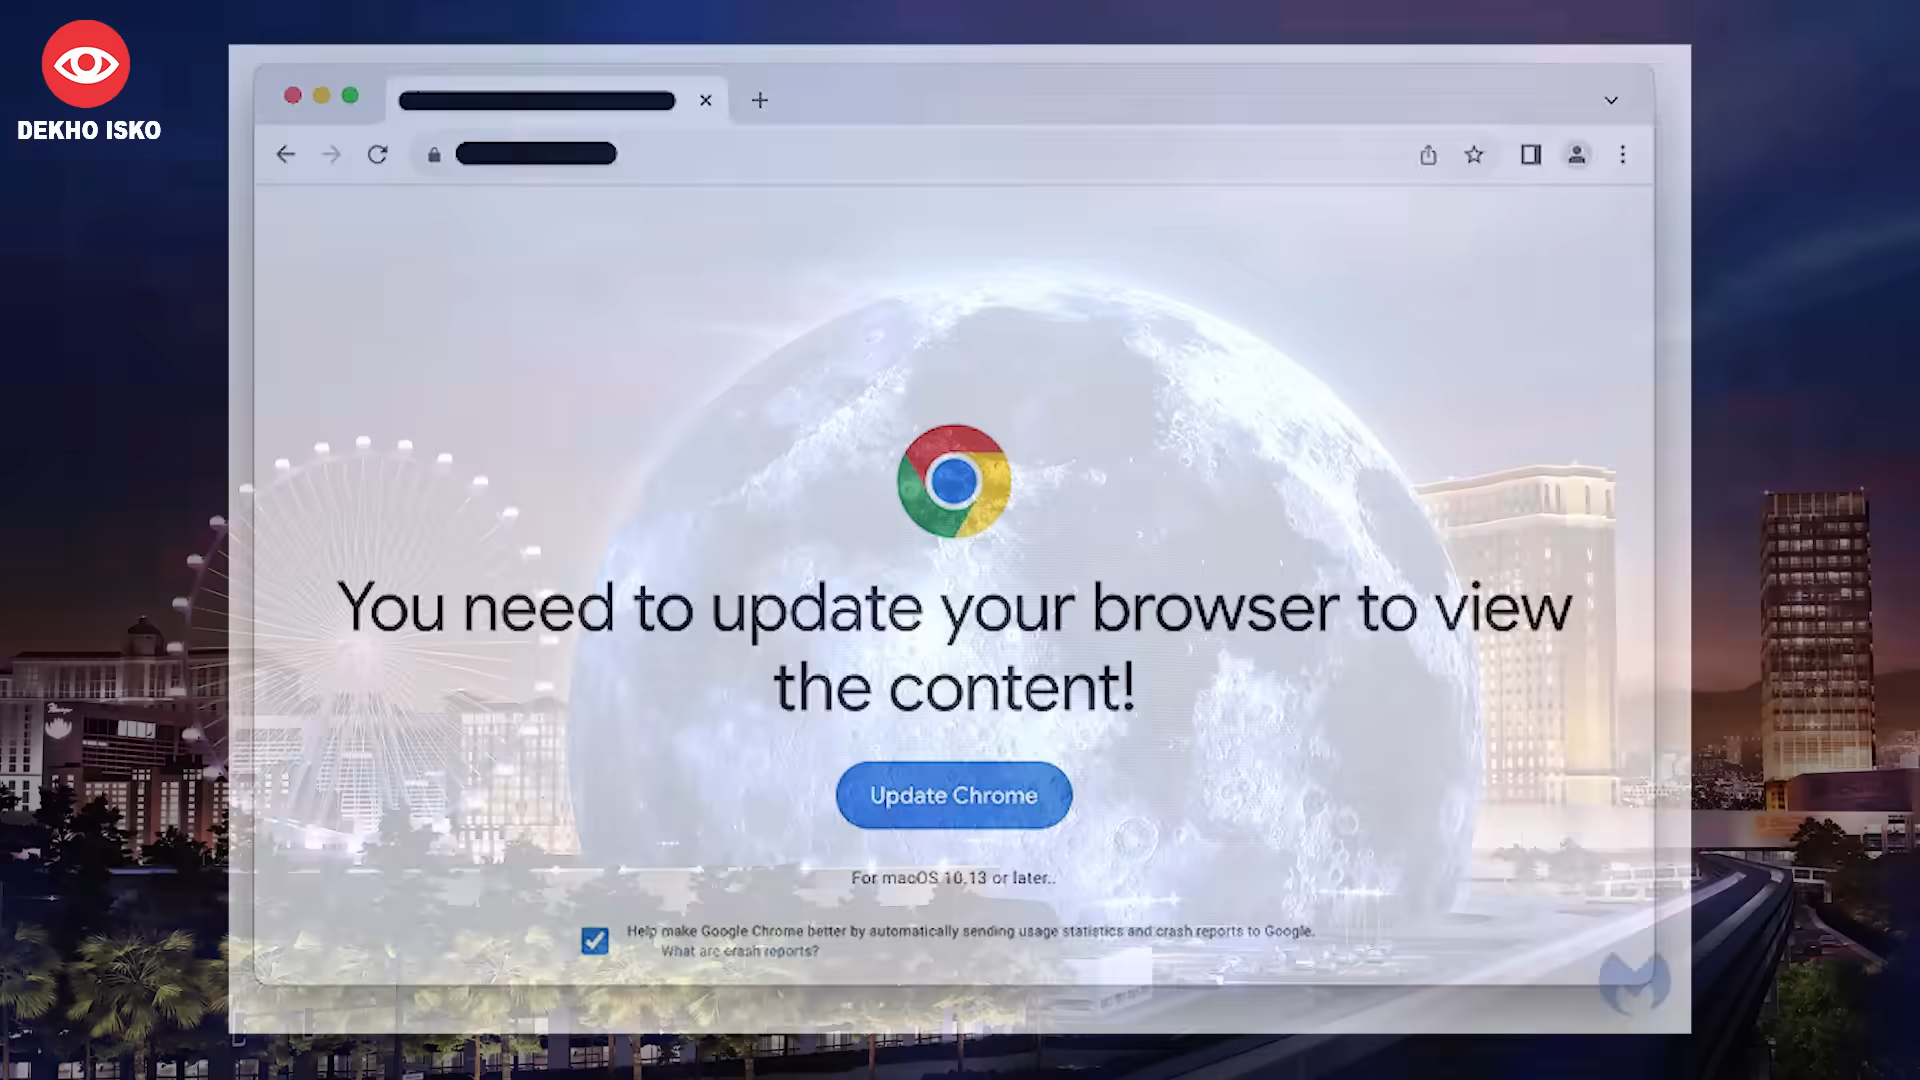 DEKHO ISKO
You need to update your browser to view
the content!
Update Chrome
For macOS 10.13 or later..
Help make Google Chrome better by automatically sending usage statistics and crash reports to Google.
What are crash reports?